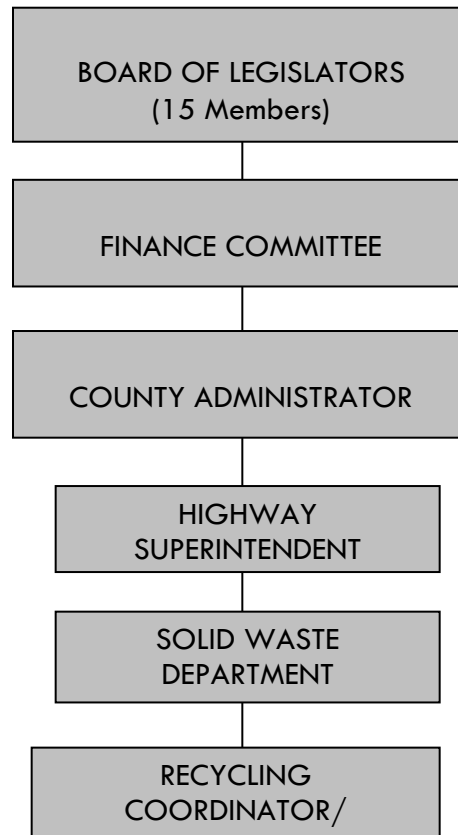 BOARD OF LEGISLATORS
(15 Members)
FINANCE COMMITTEE
COUNTY ADMINISTRATOR
HIGHWAY
SUPERINTENDENT
SOLID WASTE
DEPARTMENT
RECYCLING
COORDINATOR/